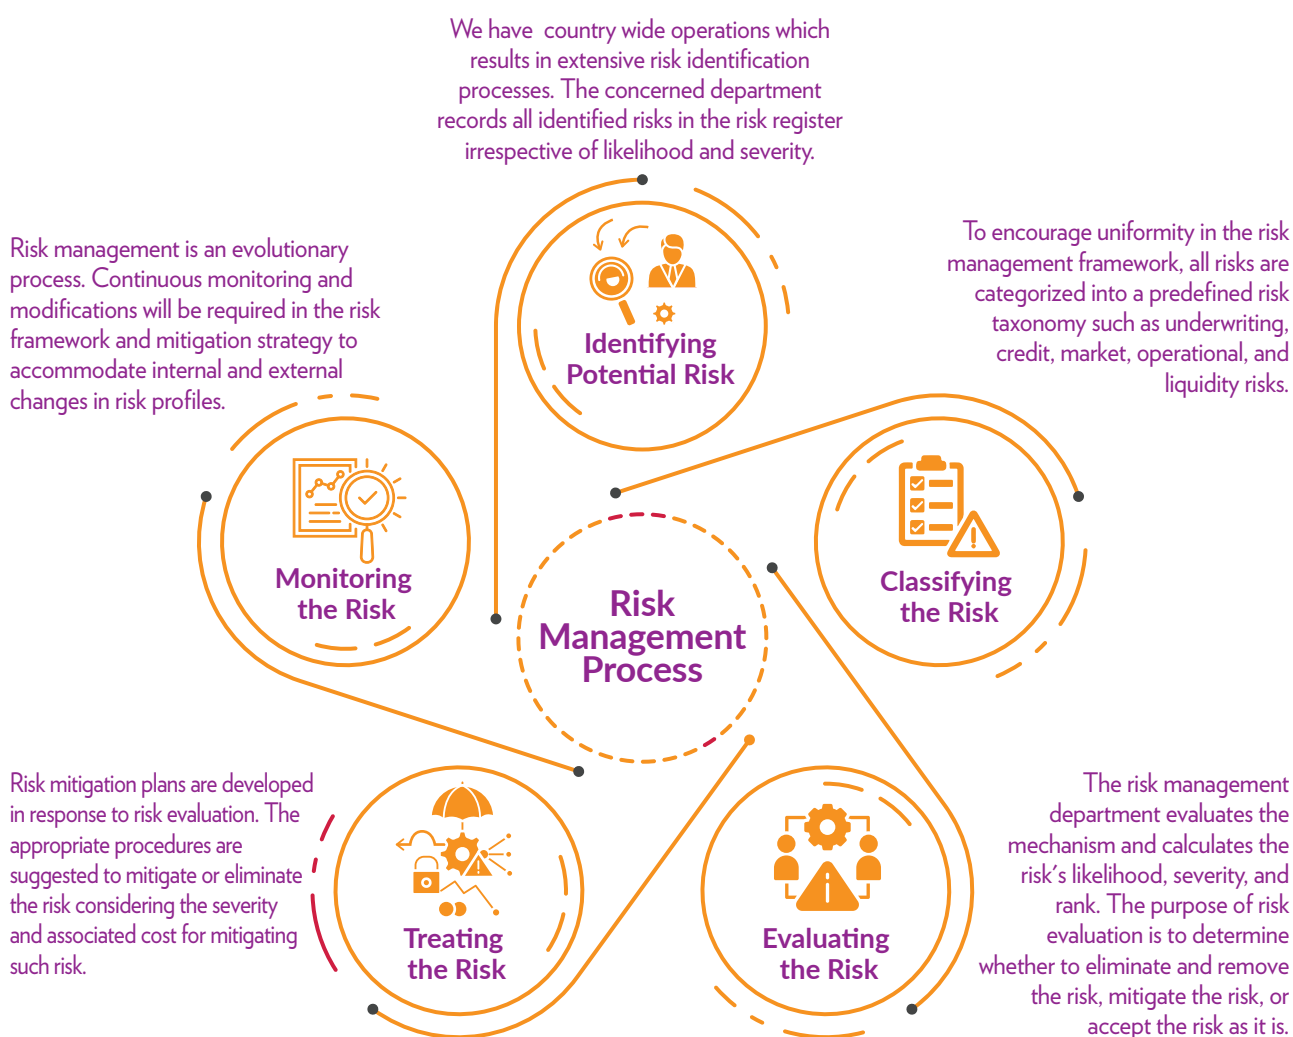 We have country wide operations which
results in extensive risk identification
processes. The concerned department
records all identified risks in the risk register
irrespective of likelihood and severity.
Identifying
Potential Risk
To encourage uniformity in the risk
management framework, all risks are
categorized into a predefined risk
taxonomy such as underwriting,
credit, market, operational, and
liquidity risks.
Classifying
the Risk
The risk management
department evaluates the
mechanism and calculates the
risk's likelihood, severity, and
rank. The purpose of risk
evaluation is to determine
whether to eliminate and remove
the risk, mitigate the risk, or
accept the risk as it is.
Evaluating
the Risk
Risk mitigation plans are developed
in response to risk evaluation. The
appropriate procedures are
suggested to mitigate or eliminate
the risk considering the severity
and associated cost for mitigating
such risk.
Treating
the Risk
Risk management is an evolutionary
process. Continuous monitoring and
modifications will be required in the risk
framework and mitigation strategy to
accommodate internal and external
changes in risk profiles.
Monitoring
the Risk
Risk
Management
Process